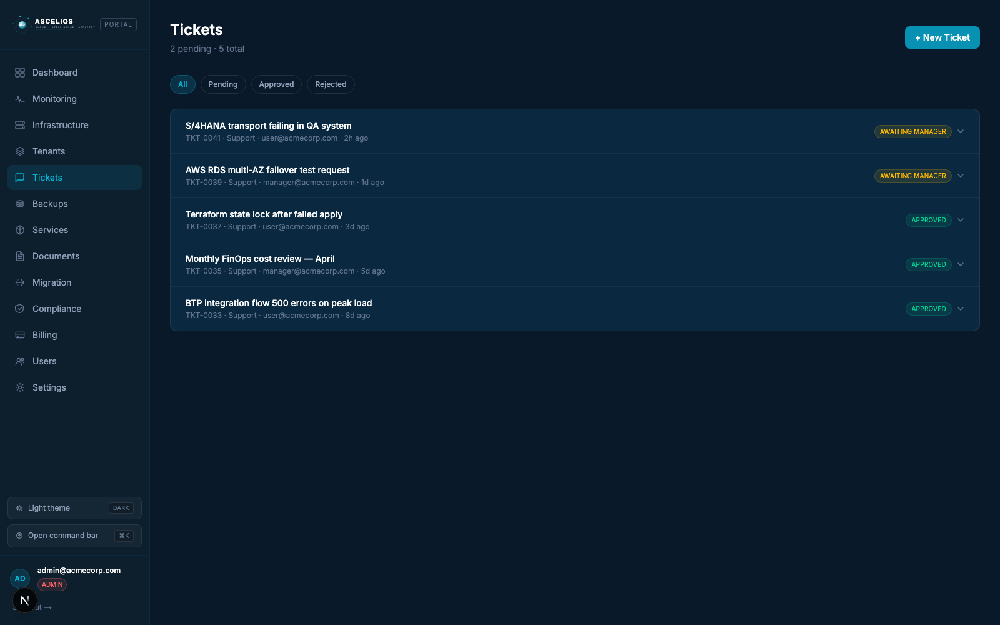 ASCELIOS
CLOUD · INTELLIGENCE · STRATEGY
PORTAL
Dashboard
Monitoring
Infrastructure
Tenants
Tickets
Backups
Services
Documents
Migration
Compliance
Billing
Users
Settings
Light theme
DARK
Open command bar
⌘K
AD
admin@acmecorp.com
ADMIN
N
→
Tickets
2 pending · 5 total
+ New Ticket
All
Pending
Approved
Rejected
S/4HANA transport failing in QA system
TKT-0041 · Support · user@acmecorp.com · 2h ago
AWAITING MANAGER
AWS RDS multi-AZ failover test request
TKT-0039 · Support · manager@acmecorp.com · 1d ago
AWAITING MANAGER
Terraform state lock after failed apply
TKT-0037 · Support · user@acmecorp.com · 3d ago
APPROVED
Monthly FinOps cost review — April
TKT-0035 · Support · manager@acmecorp.com · 5d ago
APPROVED
BTP integration flow 500 errors on peak load
TKT-0033 · Support · user@acmecorp.com · 8d ago
APPROVED